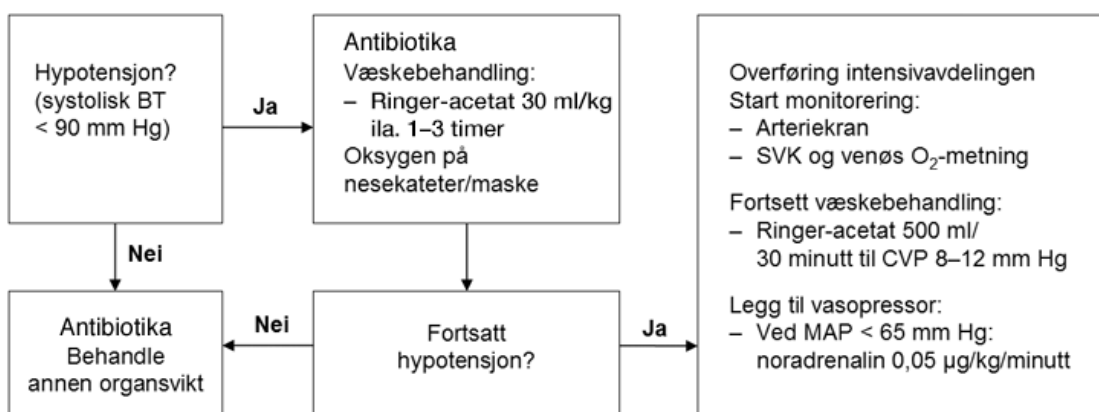 Hypotensjon?
(systolisk BT
< 90 mm Hg)
Ja
Nei
Antibiotika
Væskebehandling:
– Ringer-acetat 30 ml/kg
ila. 1–3 timer
Oksygen på
nesekateter/maske
Antibiotika
Behandle
annen organsvikt
Nei
Fortsatt
hypotensjon?
Ja
Overføring intensivavdelingen
Start monitorering:
– Arteriekran
– SVK og venøs O₂-metning
Fortsett væskebehandling:
– Ringer-acetat 500 ml/
30 minutt til CVP 8–12 mm Hg
Legg til vasopressor:
– Ved MAP < 65 mm Hg:
noradrenalin 0,05 µg/kg/minutt